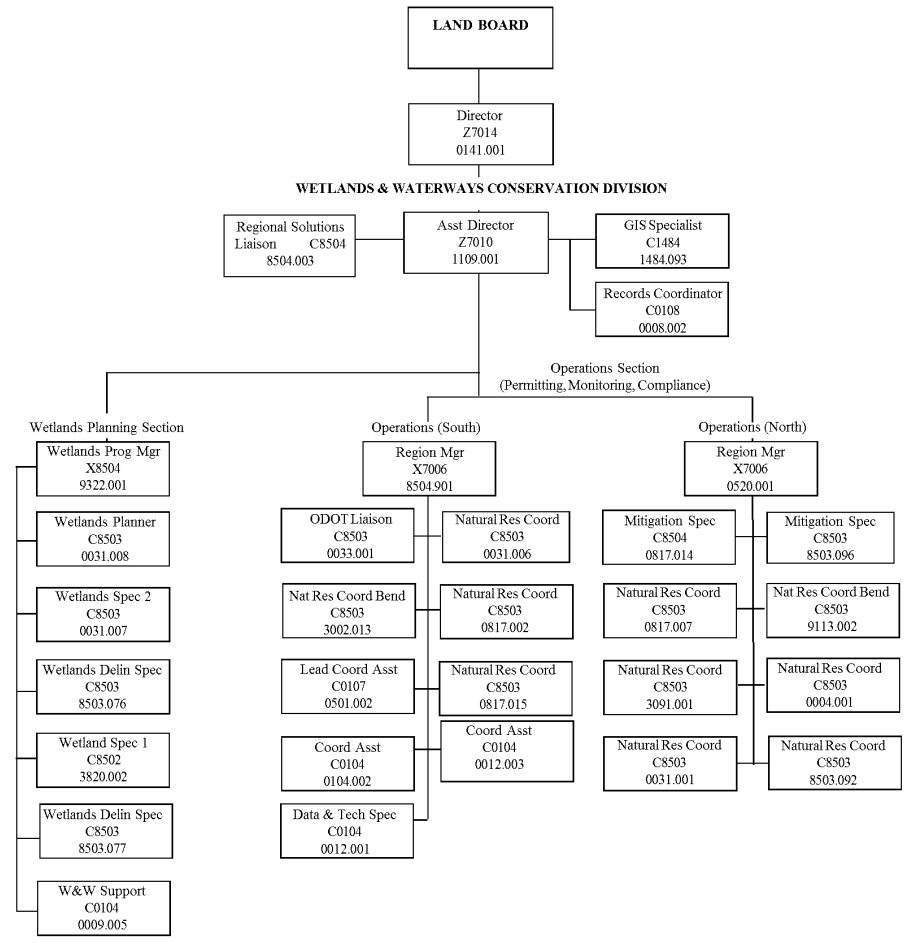 LAND BOARD
Director
Z7014
0141.001
WETLANDS & WATERWAYS CONSERVATION DIVISION
Regional Solutions
Liaison C8504
8504.003
Asst Director
Z7010
1109.001
GIS Specialist
C1484
1484.093
Records Coordinator
C0108
0008.002
Operations Section
(Permitting, Monitoring, Compliance)
Wetlands Planning Section
Wetlands Prog Mgr
X8504
9322.001
Wetlands Planner
C8503
0031.008
Wetlands Spec 2
C8503
0031.007
Wetlands Delin Spec
C8503
8503.076
Wetland Spec 1
C8502
3820.002
Wetlands Delin Spec
C8503
8503.077
W&W Support
C0104
0009.005
Operations (South)
Region Mgr
X7006
8504.901
ODOT Liaison
C8503
0033.001
Natural Res Coord
C8503
0031.006
Nat Res Coord Bend
C8503
3002.013
Natural Res Coord
C8503
0817.002
Lead Coord Asst
C0107
0501.002
Natural Res Coord
C8503
0817.015
Coord Asst
C0104
0104.002
Coord Asst
C0104
0012.003
Data & Tech Spec
C0104
0012.001
Operations (North)
Region Mgr
X7006
0520.001
Mitigation Spec
C8504
0817.014
Mitigation Spec
C8503
8503.096
Natural Res Coord
C8503
0817.007
Nat Res Coord Bend
C8503
9113.002
Natural Res Coord
C8503
3091.001
Natural Res Coord
C8503
0004.001
Natural Res Coord
C8503
0031.001
Natural Res Coord
C8503
8503.092